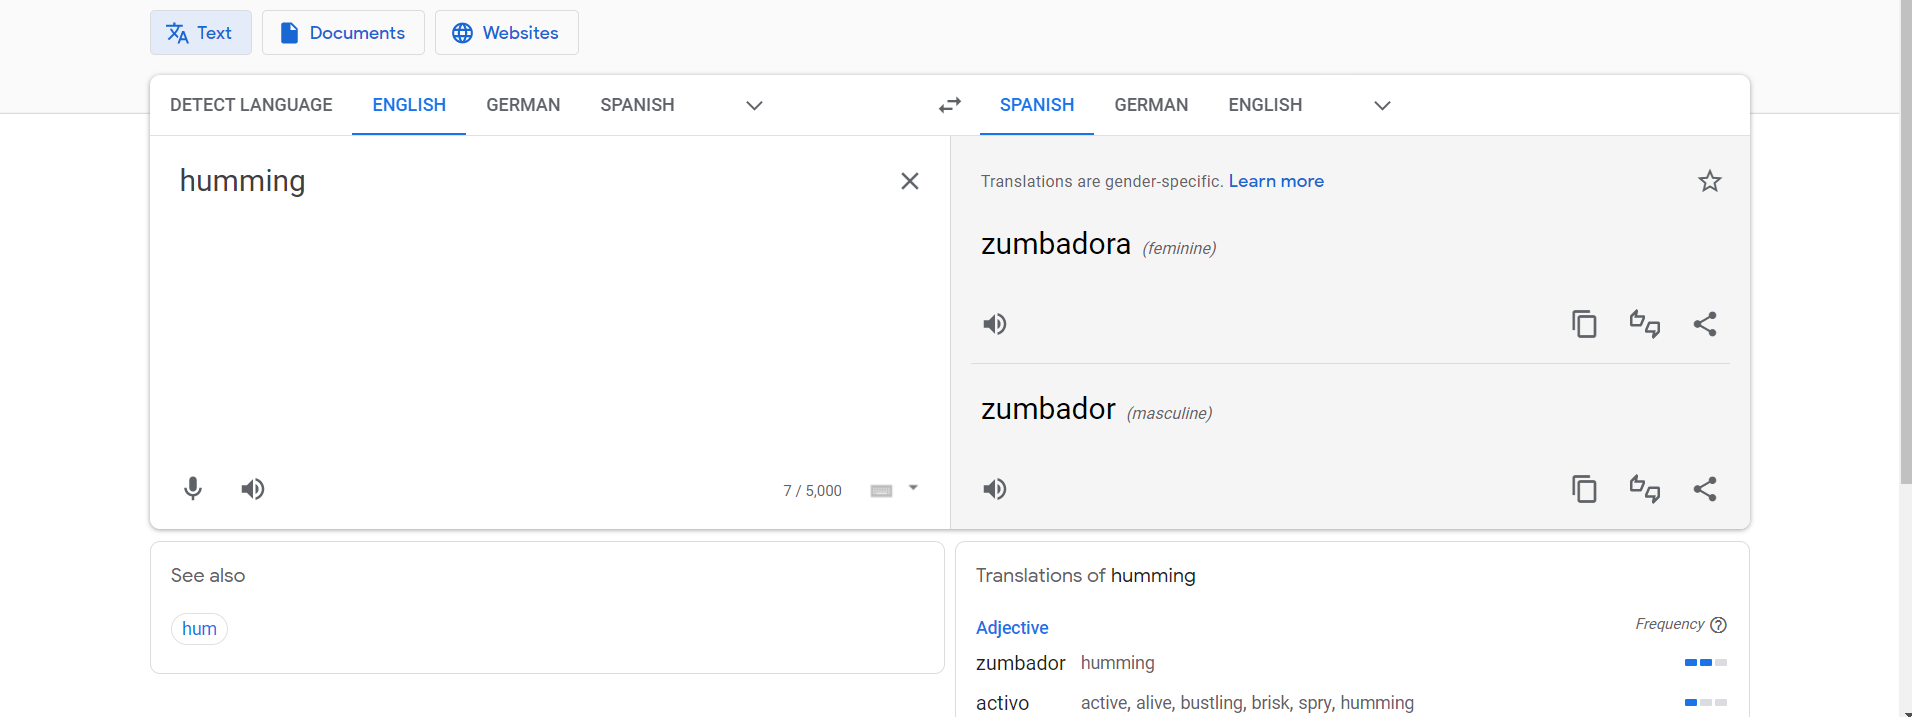 Text Documents Websites
DETECT LANGUAGE ENGLISH GERMAN SPANISH SPANISH GERMAN ENGLISH
humming
7 / 5,000
Translations are gender-specific. Learn more
zumbadora (feminine)
zumbador (masculine)
See also
hum
Translations of humming
Adjective Frequency
zumbador humming
activo active, alive, bustling, brisk, spry, humming